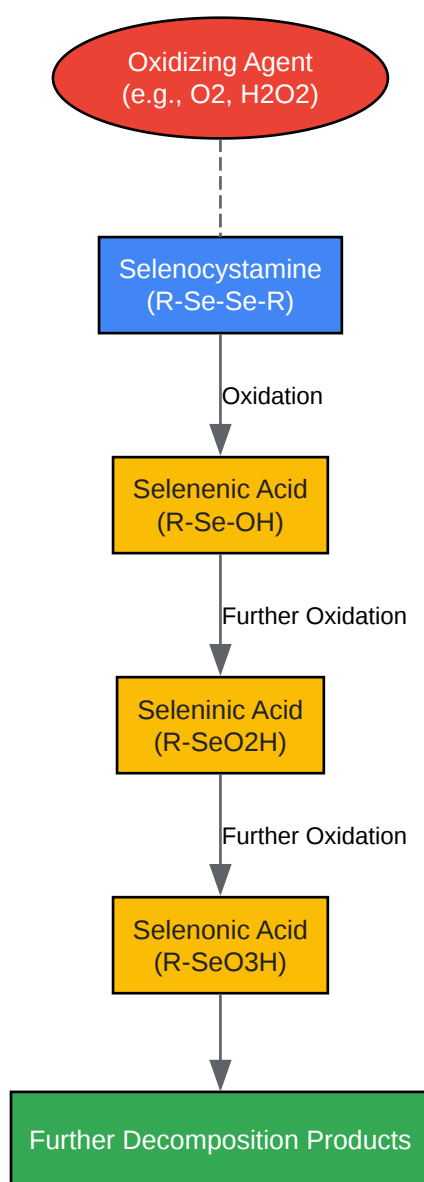 Oxidizing Agent
(e.g., O2, H2O2)
Selenocystamine
(R-Se-Se-R)
Oxidation
Selenenic Acid
(R-Se-OH)
Further Oxidation
Seleninic Acid
(R-SeO2H)
Further Oxidation
Selenonic Acid
(R-SeO3H)
Further Decomposition Products